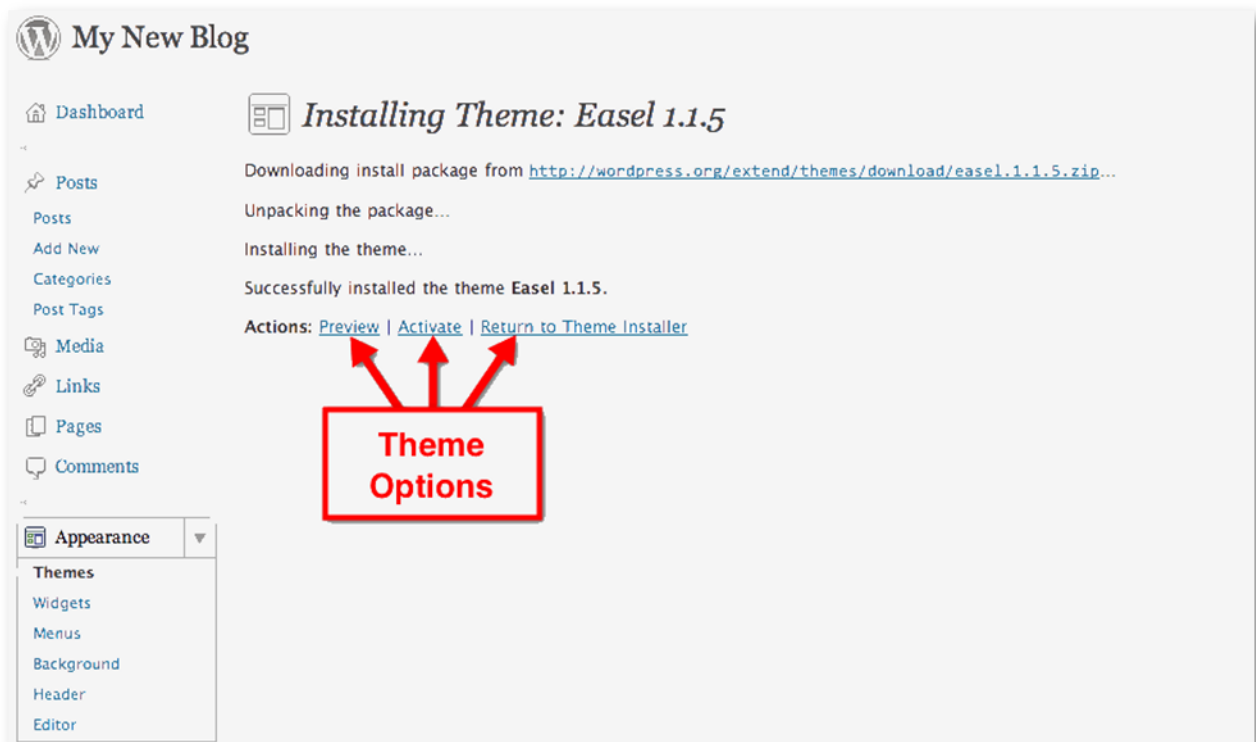 My New Blog
Dashboard
Posts
Posts
Add New
Categories
Post Tags
Media
Links
Pages
Comments
Appearance
Themes
Widgets
Menus
Background
Header
Editor
Installing Theme: Easel 1.1.5
Downloading install package from http://wordpress.org/extend/themes/download/easel.1.1.5.zip...
Unpacking the package...
Installing the theme...
Successfully installed the theme Easel 1.1.5.
Actions: Preview | Activate | Return to Theme Installer
Theme
Options